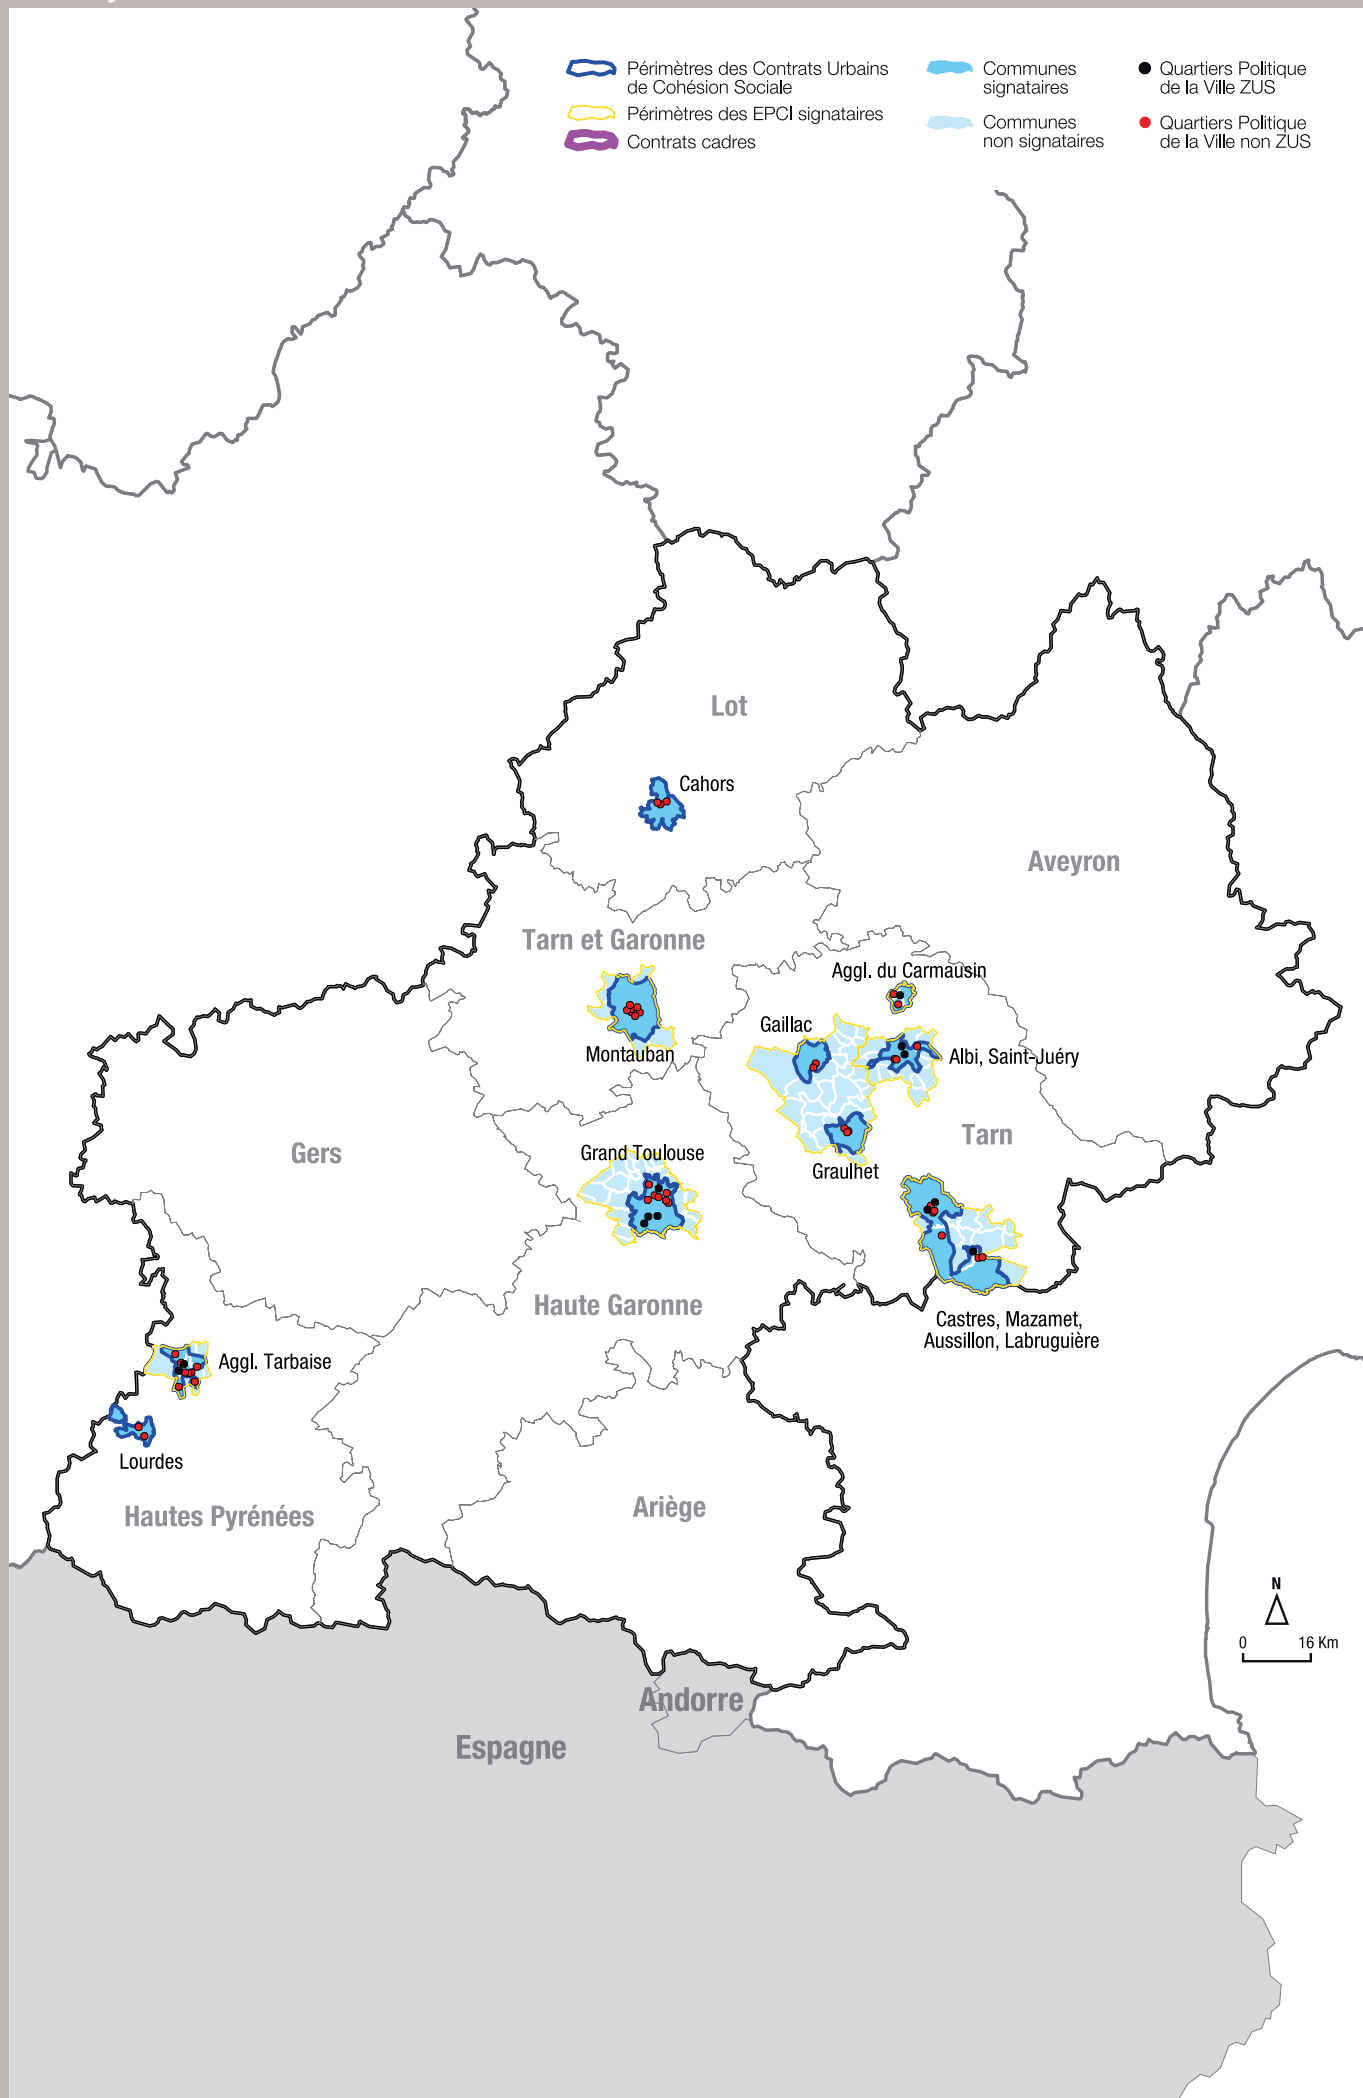 Périmètres des Contrats Urbains
de Cohésion Sociale
Périmètres des EPCI signataires
Contrats cadres
Communes
signataires
Communes
non signataires
Quartiers Politique
de la Ville ZUS
Quartiers Politique
de la Ville non ZUS
Lot
Cahors
Aveyron
Tarn et Garonne
Aggl. du Carmausin
Gaillac
Montauban
Albi, Saint-Juéry
Gers
Grand Toulouse
Tarn
Graulhet
Haute Garonne
Castres, Mazamet,
Aussillon, Labruguière
Aggl. Tarbaise
Lourdes
Hautes Pyrénées
Ariège
N
0 16 Km
Andorre
Espagne